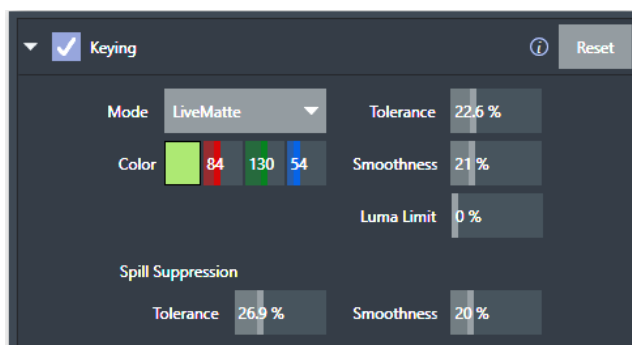 Keying Reset
Mode LiveMatte Tolerance 22.6 %
Color 84 130 54 Smoothness 21 %
Luma Limit 0 %
Spill Suppression
Tolerance 26.9 % Smoothness 20 %